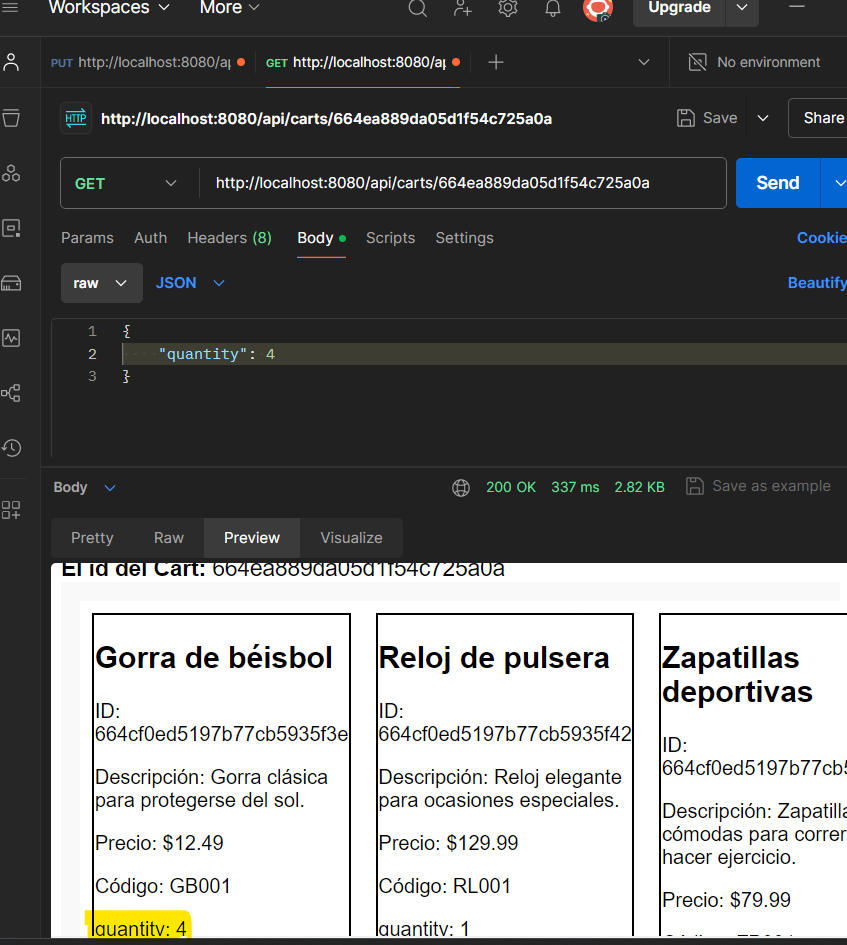 Workspaces More Upgrade
PUT http://localhost:8080/ap GET http://localhost:8080/ap No environment
HTTP http://localhost:8080/api/carts/664ea889da05d1f54c725a0a Save Share
GET http://localhost:8080/api/carts/664ea889da05d1f54c725a0a Send
Params Auth Headers (8) Body Scripts Settings Cookie
raw JSON Beautify
1 {
2 "quantity": 4
3 }
Body 200 OK 337 ms 2.82 KB Save as example
Pretty Raw Preview Visualize
El id del Cart: 664ea889da05d1f54c725a0a
Gorra de béisbol
ID:
664cf0ed5197b77cb5935f3e
Descripción: Gorra clásica
para protegerse del sol.
Precio: $12.49
Código: GB001
quantity: 4
Reloj de pulsera
ID:
664cf0ed5197b77cb5935f42
Descripción: Reloj elegante
para ocasiones especiales.
Precio: $129.99
Código: RL001
quantity: 1
Zapatillas
deportivas
ID:
664cf0ed5197b77cb5
Descripción: Zapatilla
cómodas para correr
hacer ejercicio.
Precio: $79.99